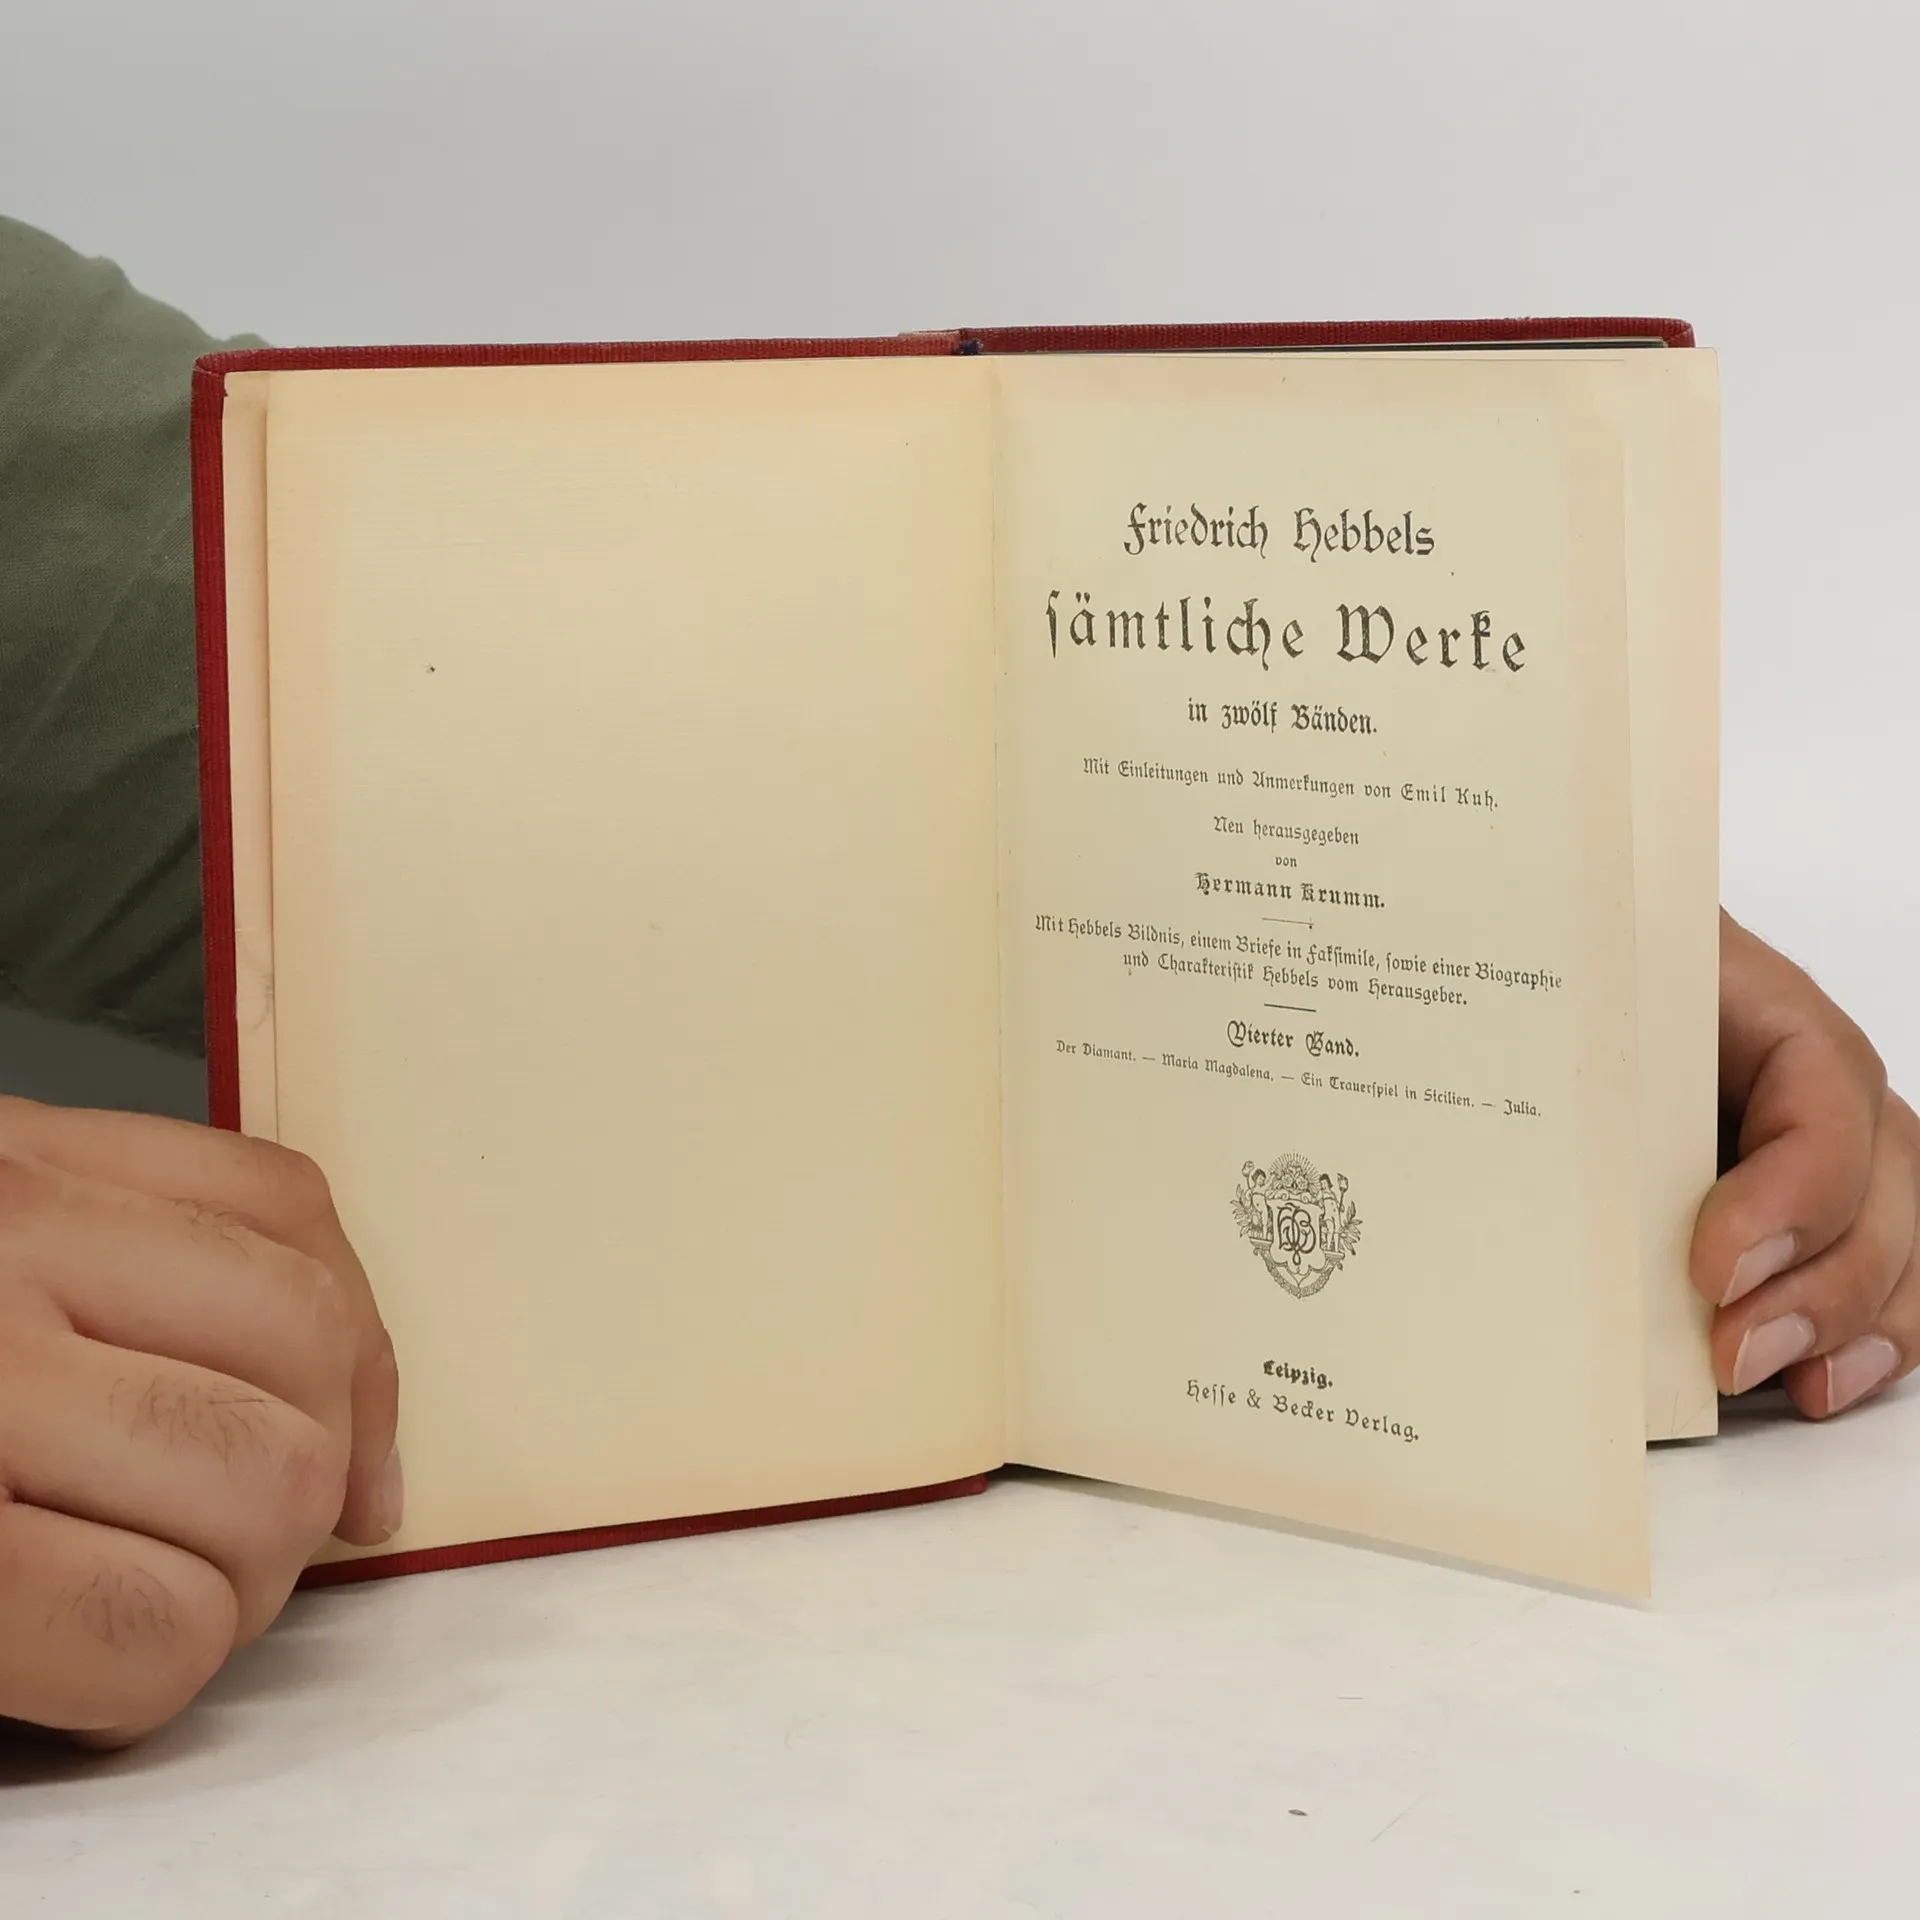 Friedrich Hebbels
ſämtliche Werke
in zwölf Bänden.
Mit Einleitungen und Anmerkungen von Emil Kuh.
Neu herausgegeben
von
Hermann Krumm.
Mit Hebbels Bildnis, einem Briefe in Fakſimile, ſowie einer Biographie
und Charakteriſtik Hebbels vom Herausgeber.
Vierter Band.
Der Diamant. — Maria Magdalena. — Ein Trauerſpiel in Sicilien. — Julia.
HB
Leipzig.
Heſſe & Becker Verlag.